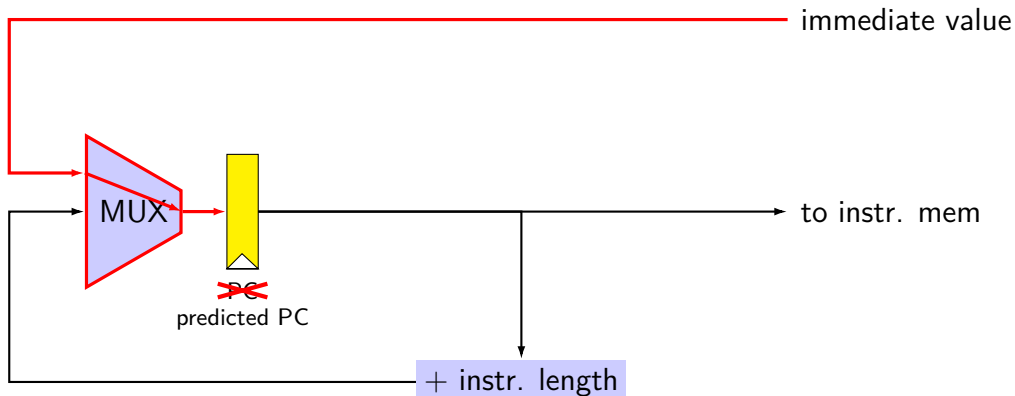 immediate value
MUX
to instr. mem
PC
predicted PC
+ instr. length